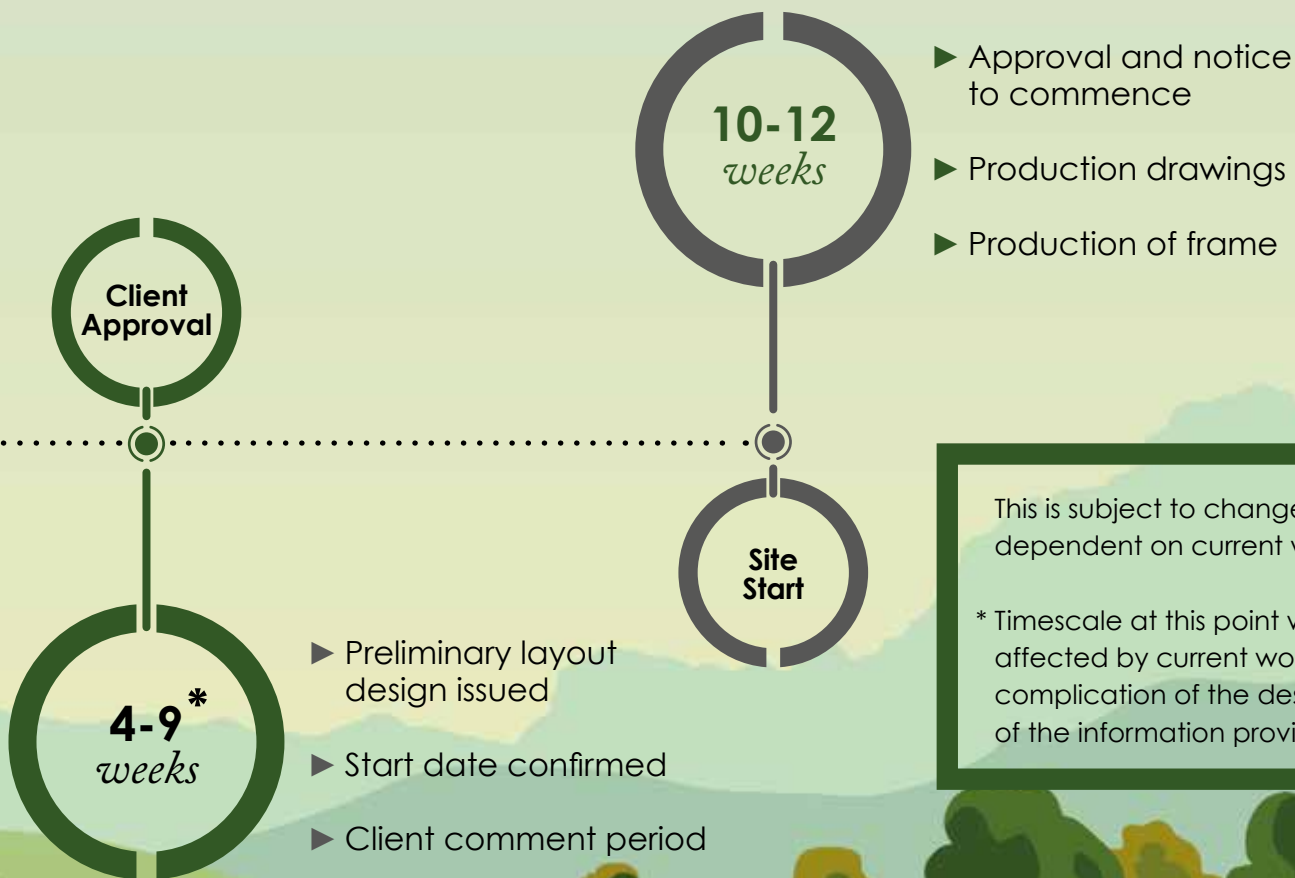 10-12
weeks
► Approval and notice
to commence
► Production drawings
► Production of frame
Client
Approval
Site
Start
4-9*
weeks
► Preliminary layout
design issued
► Start date confirmed
► Client comment period
This is subject to change
dependent on current
* Timescale at this point
affected by current
complication of the
of the information